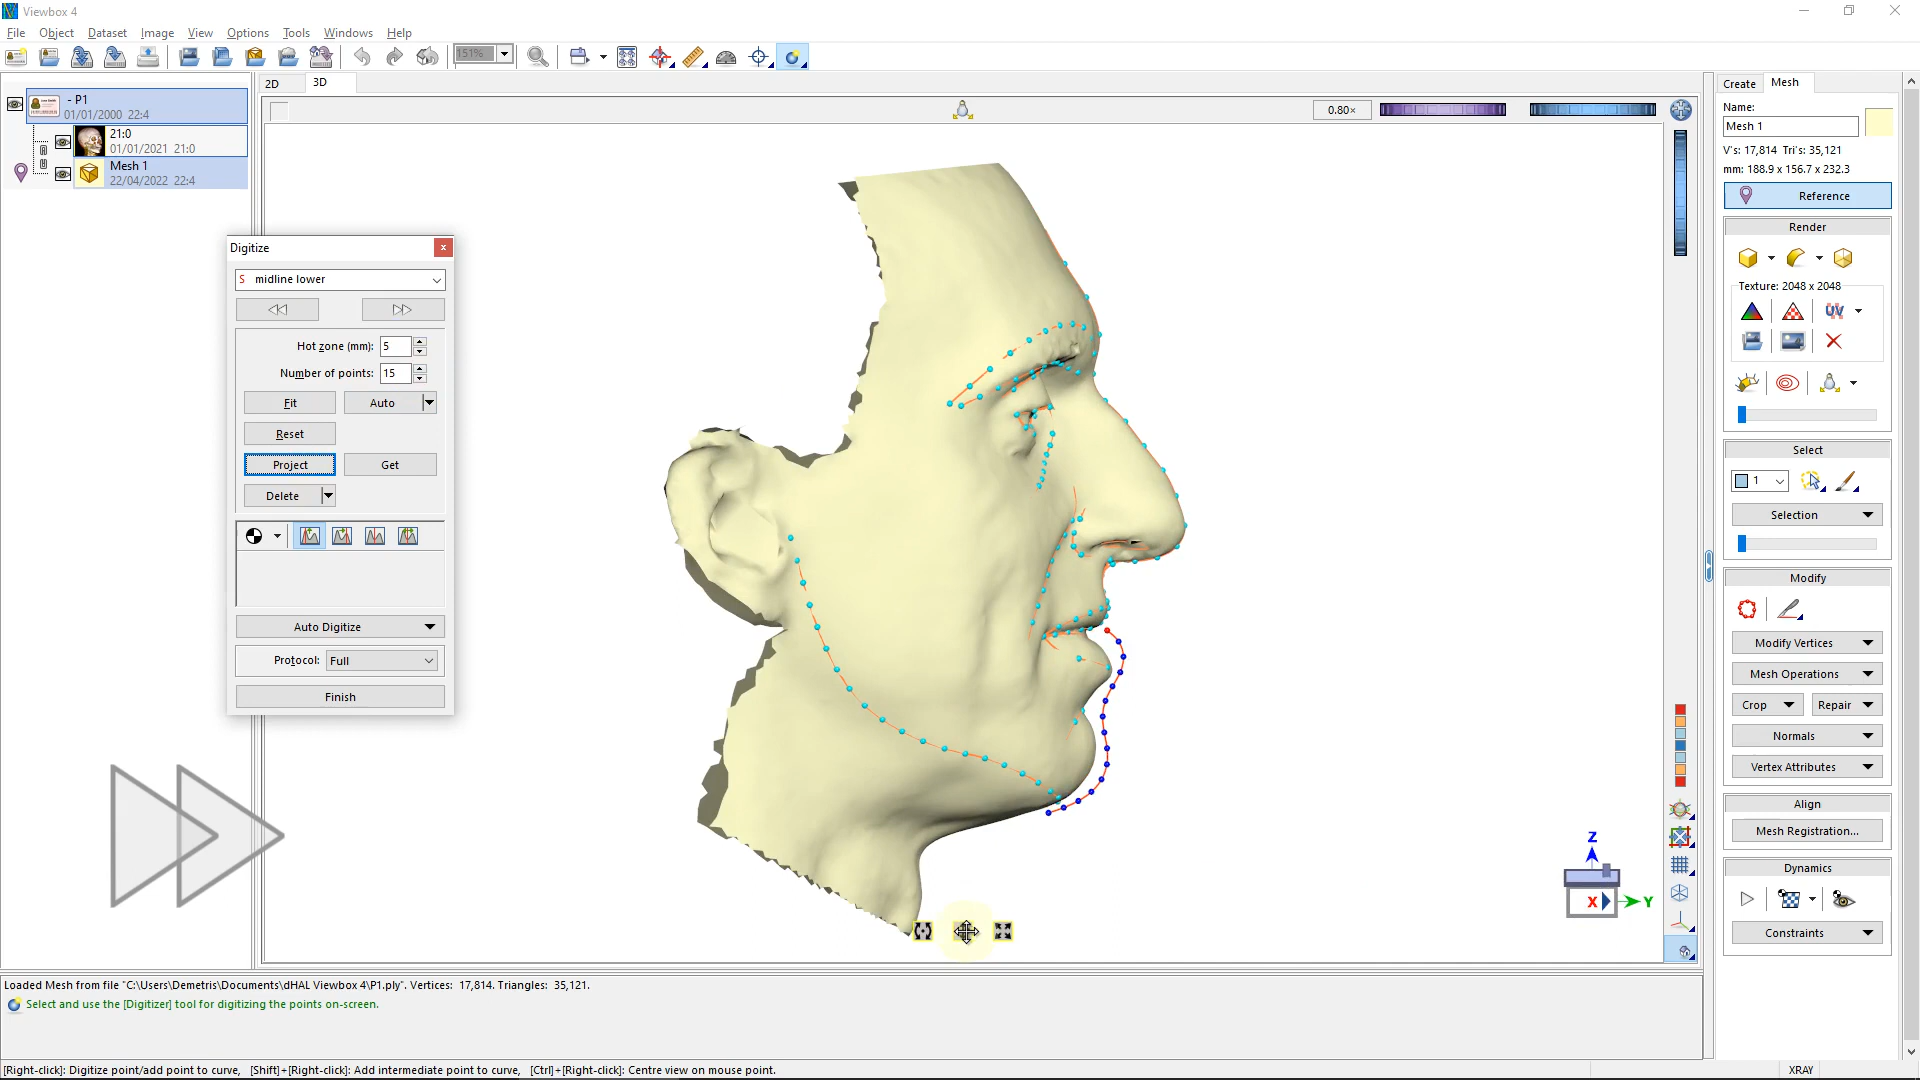 Viewbox 4
File Object Dataset Image View Options Tools Windows Help
151%
2D 3D
- P1
01/01/2000 22:4
21:0
01/01/2021 21:0
Mesh 1
22/04/2022 22:4
0.80×
Digitize
S midline lower
Hot zone (mm): 5
Number of points: 15
Fit Auto
Reset
Project Get
Delete
Auto Digitize
Protocol: Full
Finish
Z
X Y
Create Mesh
Name:
Mesh 1
V's: 17,814 Tri's: 35,121
mm: 188.9 x 156.7 x 232.3
Reference
Render
Texture: 2048 x 2048
UV
Select
1
Selection
Modify
Modify Vertices
Mesh Operations
Crop Repair
Normals
Vertex Attributes
Align
Mesh Registration...
Dynamics
Constraints
Loaded Mesh from file "C:\Users\Demetris\Documents\dHAL Viewbox 4\P1.ply". Vertices: 17,814. Triangles: 35,121.
Select and use the [Digitizer] tool for digitizing the points on-screen.
[Right-click]: Digitize point/add point to curve, [Shift]+[Right-click]: Add intermediate point to curve, [Ctrl]+[Right-click]: Centre view on mouse point.
XRAY